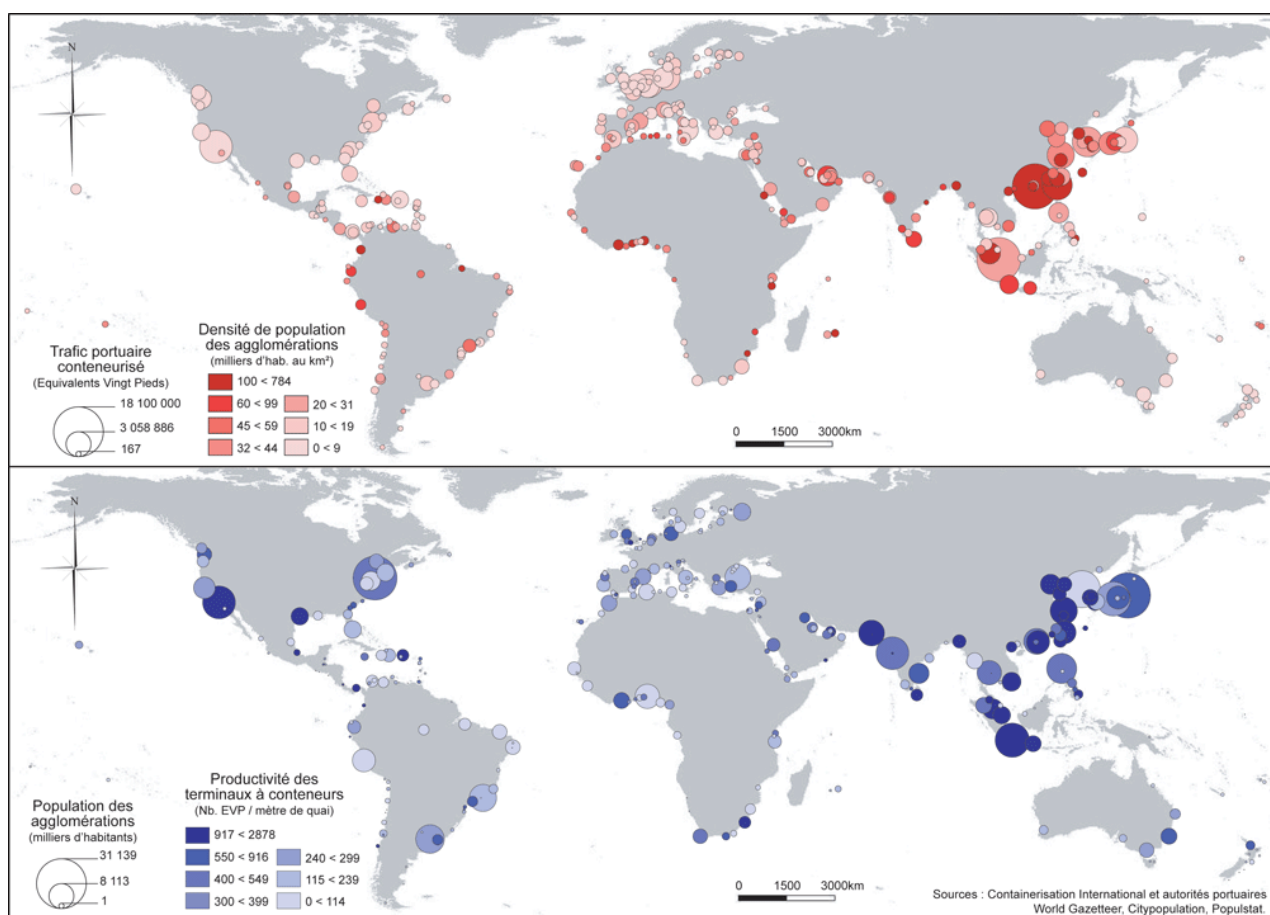 N
Trafic portuaire
conteneurisé
(Equivalents Vingt Pieds)
18 100 000
3 058 886
167
Densité de population
des agglomérations
(milliers d'hab. au km²)
100 < 784
60 < 99
45 < 59
32 < 44
20 < 31
10 < 19
0 < 9
0 1500 3000km
N
Population des
agglomérations
(milliers d'habitants)
31 139
8 113
1
Productivité des
terminaux à conteneurs
(Nb. EVP / mètre de quai)
917 < 2878
550 < 916
400 < 549
300 < 399
240 < 299
115 < 239
0 < 114
0 1500 3000km
Sources : Containerisation International et autorités portuaires
World Gazetteer, Citypopulation, Populstat.